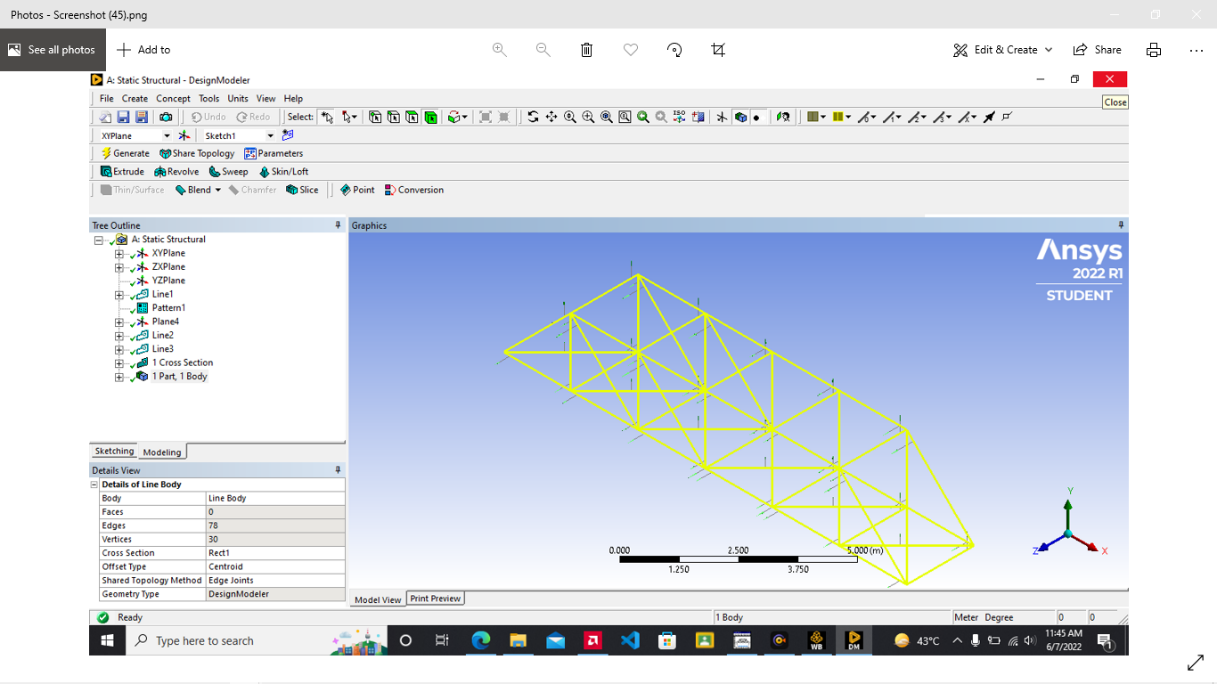 Photos - Screenshot (45).png
See all photos
Add to
Edit & Create
Share
A: Static Structural - DesignModeler
File Create Concept Tools Units View Help
Close
Undo Redo Select:
ISO
XYPlane Sketch1
Generate Share Topology Parameters
Extrude Revolve Sweep Skin/Loft
Thin/Surface Blend Chamfer Slice Point Conversion
Tree Outline
Graphics
A: Static Structural
XYPlane
ZXPlane
YZPlane
Line1
Pattern1
Plane4
Line2
Line3
1 Cross Section
1 Part, 1 Body
Sketching Modeling
Details View
Details of Line Body
Body Line Body
Faces 0
Edges 78
Vertices 30
Cross Section Rect1
Offset Type Centroid
Shared Topology Method Edge Joints
Geometry Type DesignModeler
Ansys
2022 R1
STUDENT
0.000 2.500 5.000 (m)
1.250 3.750
Y
Z X
Model View Print Preview
Ready 1 Body Meter Degree 0 0
Type here to search
WB
DM
43°C
11:45 AM
6/7/2022
1